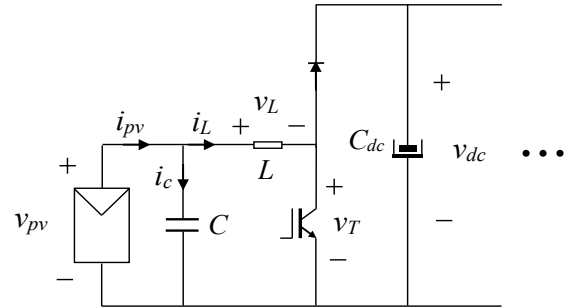 i_pv i_L + v_L −
+ i_c L C_dc + v_dc ...
v_pv C + v_T
− − −